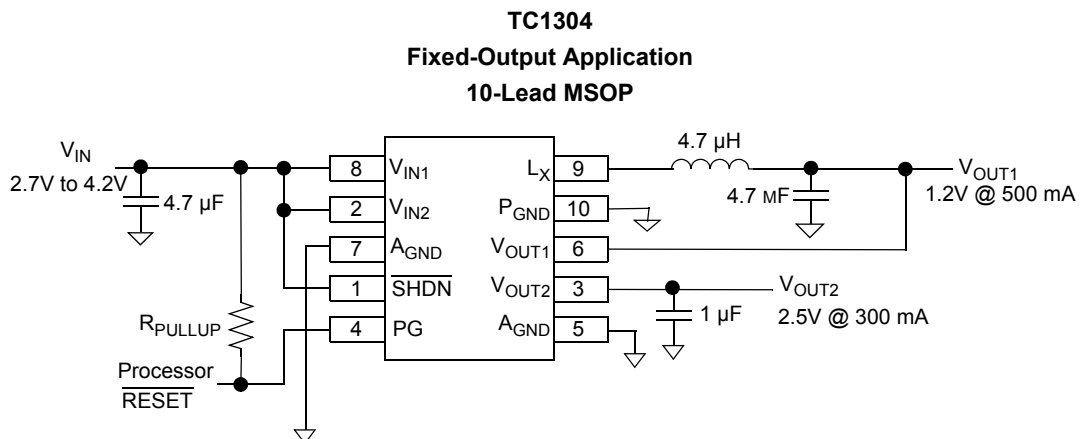 TC1304
Fixed-Output Application
10-Lead MSOP
VIN
2.7V to 4.2V
4.7 µF
RPULLUP
Processor
RESET
8 VIN1
2 VIN2
7 AGND
1 SHDN
4 PG
LX 9
PGND 10
VOUT1 6
VOUT2 3
AGND 5
4.7 µH
4.7 MF
VOUT1
1.2V @ 500 mA
1 µF
VOUT2
2.5V @ 300 mA